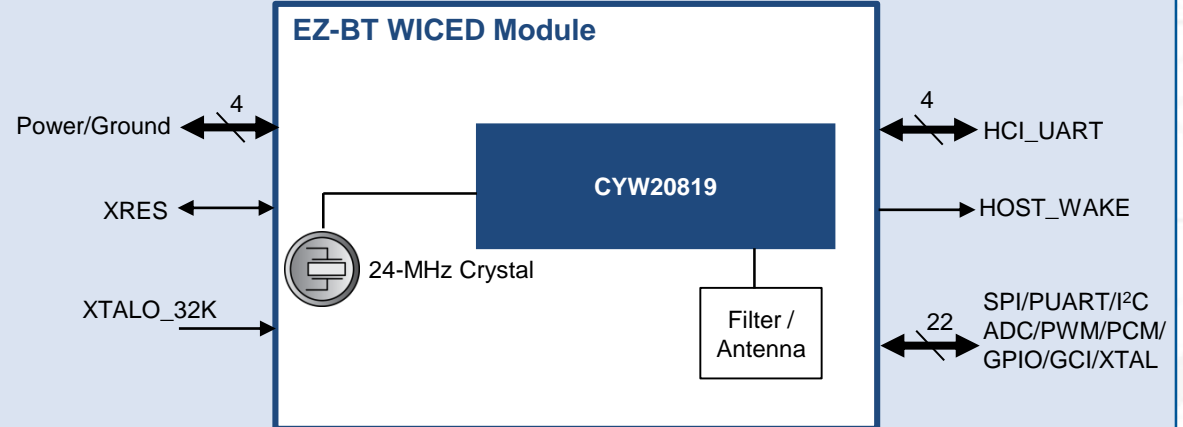 EZ-BT WICED Module
4
Power/Ground
XRES
XTALO_32K
CYW20819
24-MHz Crystal
Filter /
Antenna
4
HCI_UART
HOST_WAKE
22
SPI/PUART/I²C
ADC/PWM/PCM/
GPIO/GCI/XTAL